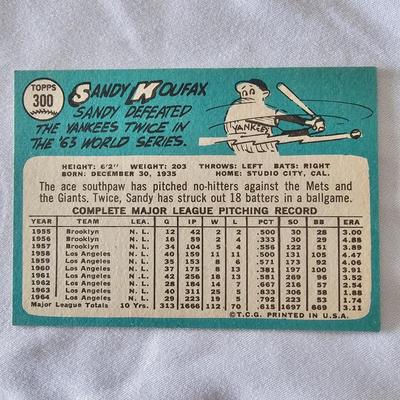 TOPPS
300
SANDY KOUFAX
SANDY DEFEATED
THE YANKEES TWICE IN
THE '63 WORLD SERIES.
YANKEES
HEIGHT: 6'2" WEIGHT: 203 THROWS: LEFT BATS: RIGHT
BORN: DECEMBER 30, 1935 HOME: STUDIO CITY, CAL.
The ace southpaw has pitched no-hitters against the Mets and
the Giants, Twice, Sandy has struck out 18 batters in a ballgame.
COMPLETE MAJOR LEAGUE PITCHING RECORD
YEAR TEAM LEA. G IP W L PCT SO BB ERA
1955 Brooklyn N. L. 12 42 2 2 .500 30 28 3.00
1956 Brooklyn N. L. 16 59 2 4 .333 30 29 4.88
1957 Brooklyn N. L. 34 104 5 4 .556 122 51 3.89
1958 Los Angeles N. L. 40 159 11 11 .500 131 105 4.47
1959 Los Angeles N. L. 35 153 8 6 .571 173 92 4.06
1960 Los Angeles N. L. 37 175 8 13 .381 197 100 3.91
1961 Los Angeles N. L. 42 256 18 13 .581 269 96 3.52
1962 Los Angeles N. L. 28 184 14 7 .667 216 57 2.54
1963 Los Angeles N. L. 40 311 25 5 .833 306 58 1.88
1964 Los Angeles N. L. 29 223 19 5 .792 223 53 1.74
Major League Totals 10 Yrs. 313 1666 112 70 .615 1697 669 3.11
©T.C.G. PRINTED IN U.S.A.